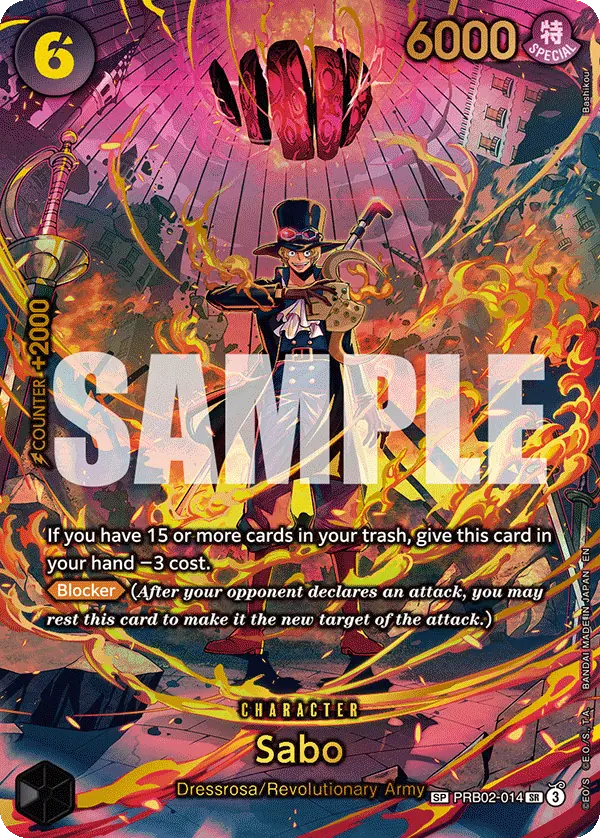 6
6000
特
SPECIAL
Bashikou
COUNTER +2000
SAMPLE
If you have 15 or more cards in your trash, give this card in
your hand −3 cost.
Blocker (After your opponent declares an attack, you may
rest this card to make it the new target of the attack.)
CHARACTER
Sabo
Dressrosa/Revolutionary Army
SP PRB02-014 SR 3
©EO'S ©E.O.'S., T.A. BANDAI MADE IN JAPAN EN